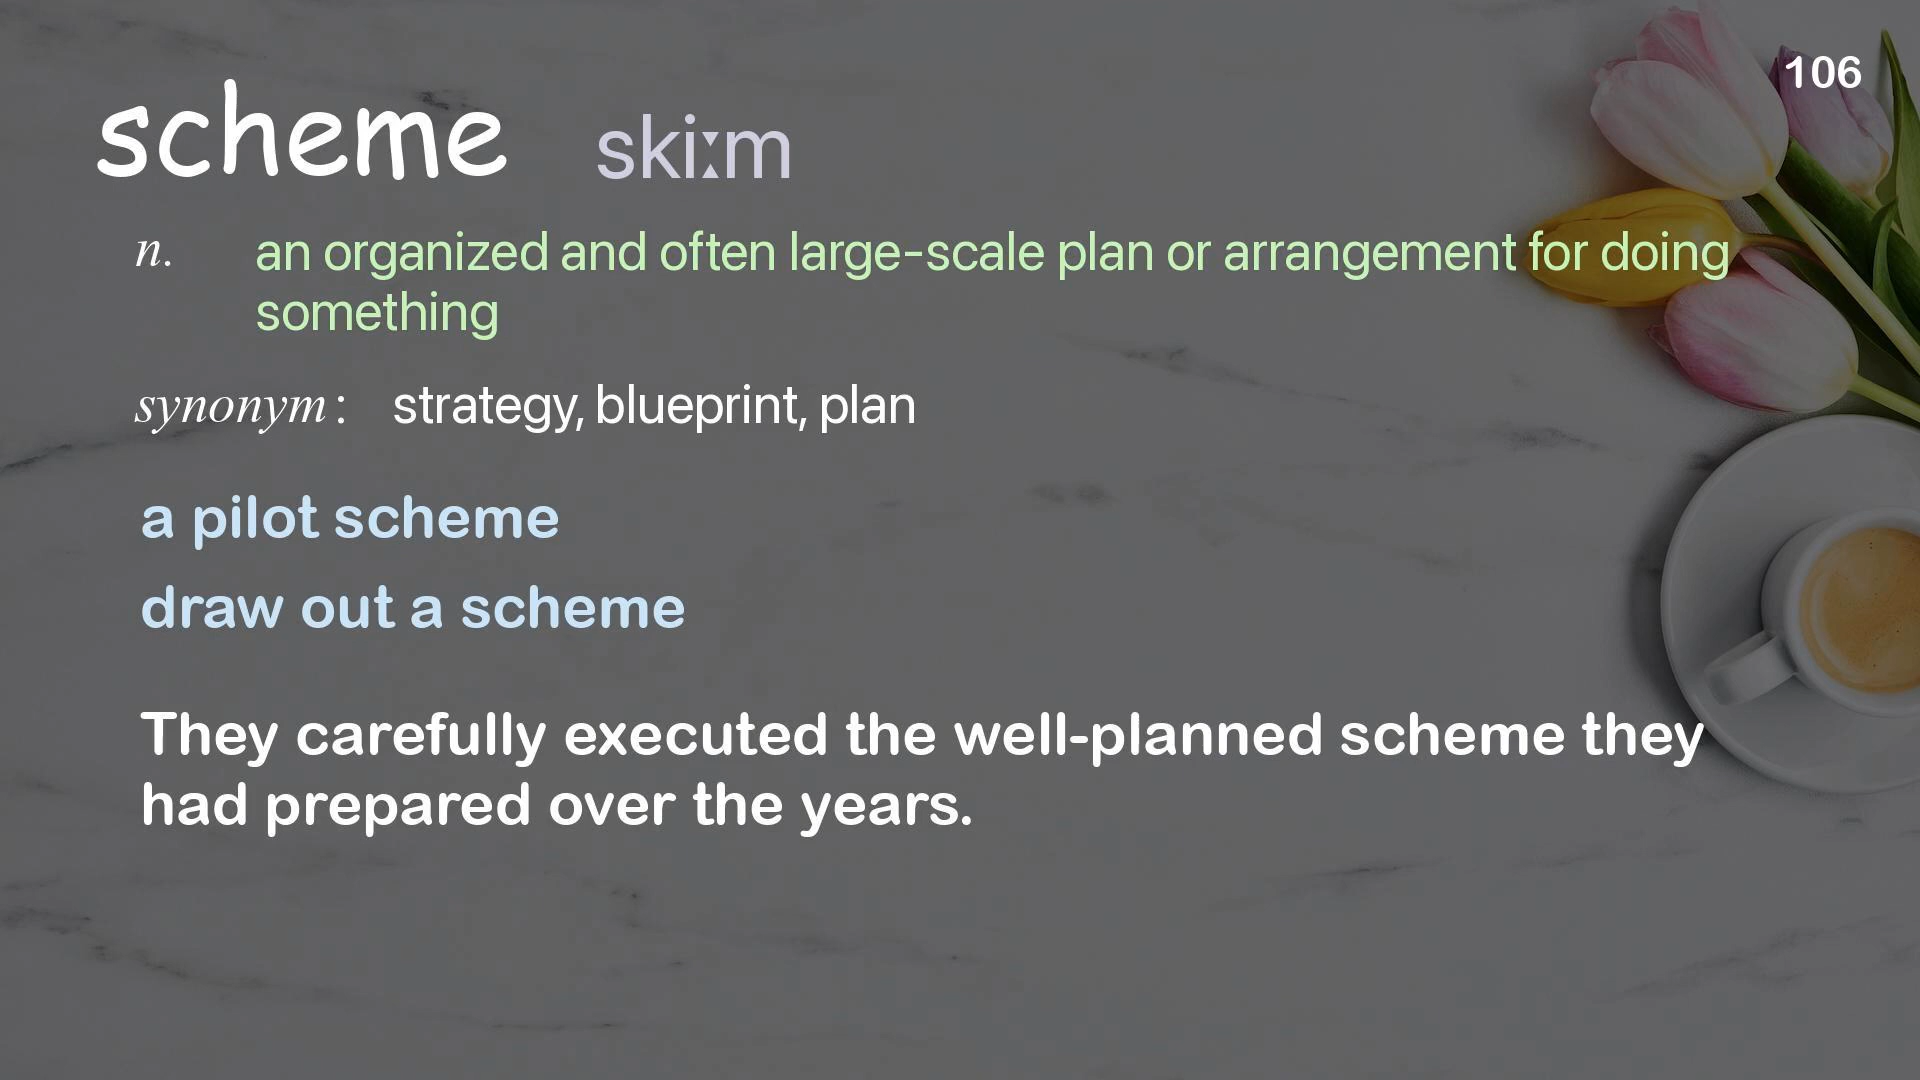 106
scheme ski:m
n. an organized and often large-scale plan or arrangement for doing
something
synonym: strategy, blueprint, plan
a pilot scheme
draw out a scheme
They carefully executed the well-planned scheme they
had prepared over the years.